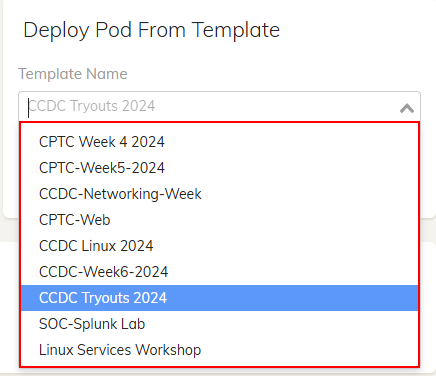 Deploy Pod From Template
Template Name
CCDC Tryouts 2024
CPTC Week 4 2024
CPTC-Week5-2024
CCDC-Networking-Week
CPTC-Web
CCDC Linux 2024
CCDC-Week6-2024
CCDC Tryouts 2024
SOC-Splunk Lab
Linux Services Workshop